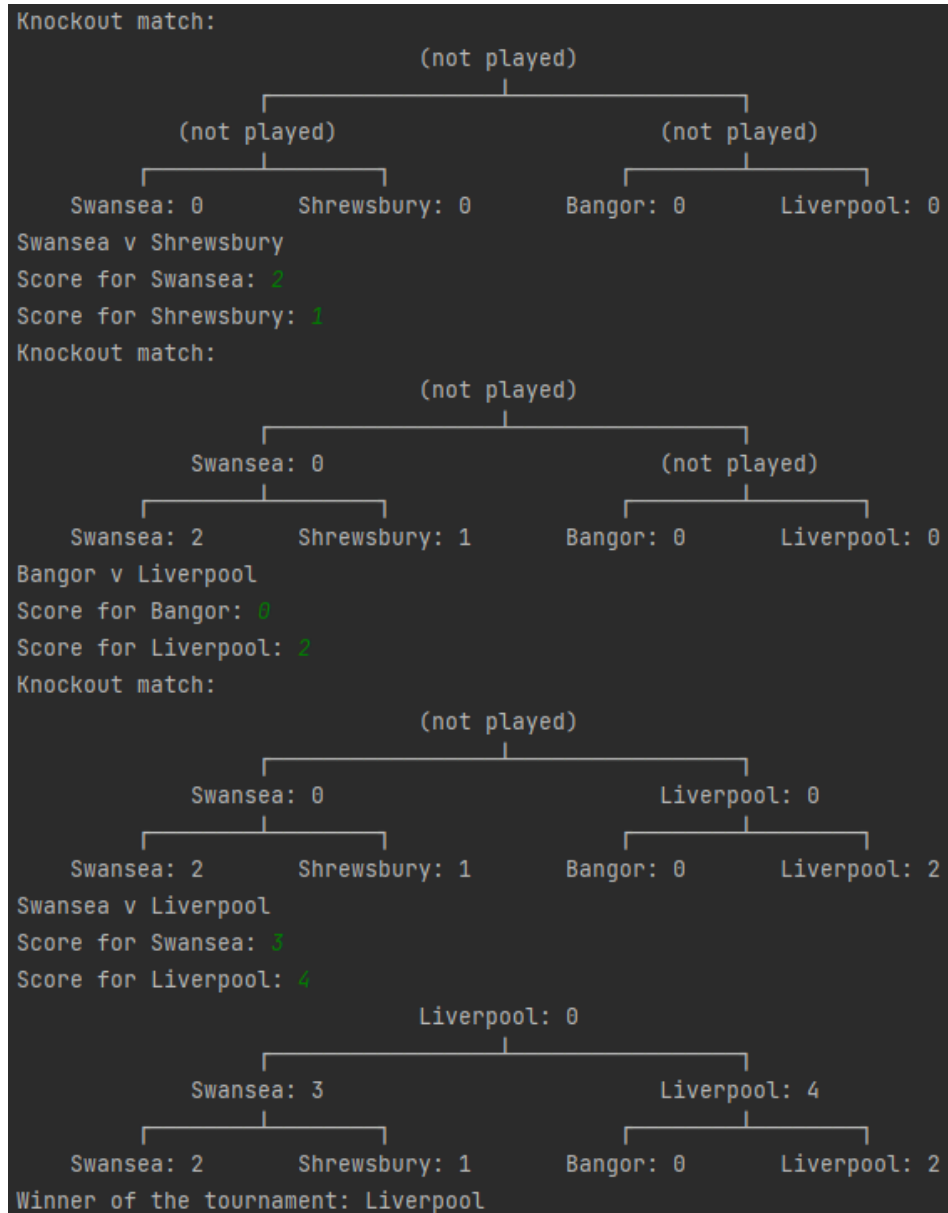 Knockout match:
(not played)
(not played) (not played)
Swansea: 0 Shrewsbury: 0 Bangor: 0 Liverpool: 0
Swansea v Shrewsbury
Score for Swansea: 2
Score for Shrewsbury: 1
Knockout match:
(not played)
Swansea: 0 (not played)
Swansea: 2 Shrewsbury: 1 Bangor: 0 Liverpool: 0
Bangor v Liverpool
Score for Bangor: 0
Score for Liverpool: 2
Knockout match:
(not played)
Swansea: 0 Liverpool: 0
Swansea: 2 Shrewsbury: 1 Bangor: 0 Liverpool: 2
Swansea v Liverpool
Score for Swansea: 3
Score for Liverpool: 4
Liverpool: 0
Swansea: 3 Liverpool: 4
Swansea: 2 Shrewsbury: 1 Bangor: 0 Liverpool: 2
Winner of the tournament: Liverpool